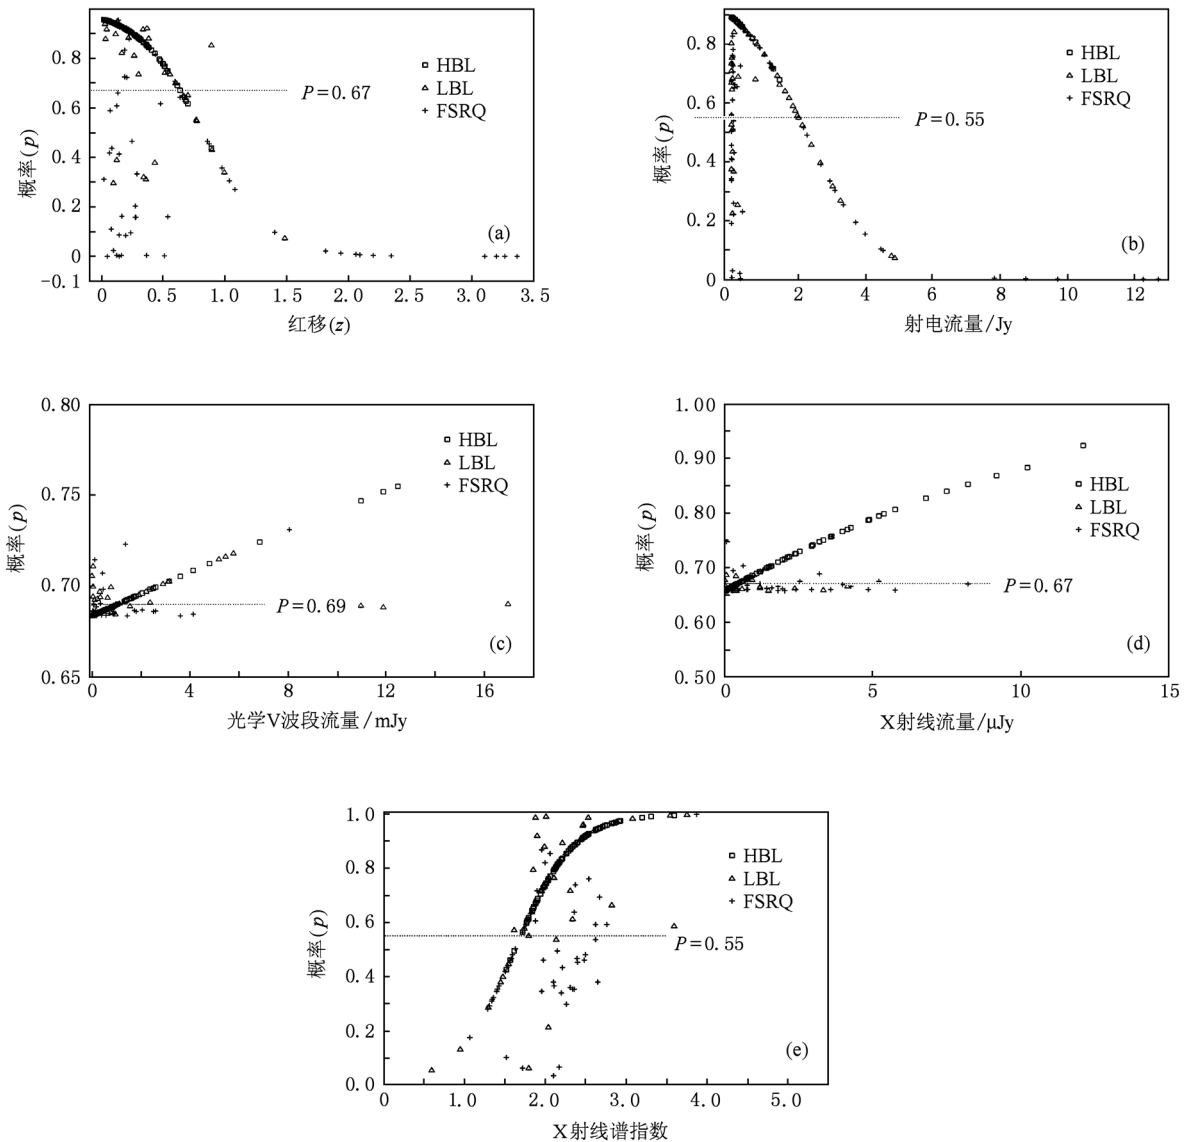 0.8
0.6
0.4
0.2
0
−0.1
概率(p)
HBL
LBL
FSRQ
P=0.67
(a)
0 0.5 1.0 1.5 2.0 2.5 3.0 3.5
红移(z)
0.8
0.6
0.4
0.2
0
概率(p)
HBL
LBL
FSRQ
P=0.55
(b)
0 2 4 6 8 10 12
射电流量/Jy
0.80
0.75
0.70
0.65
概率(p)
HBL
LBL
FSRQ
P=0.69
(c)
0 4 8 12 16
光学V波段流量/mJy
1.00
0.90
0.80
0.70
0.60
0.50
概率(p)
HBL
LBL
FSRQ
P=0.67
(d)
0 5 10 15
X射线流量/μJy
1.0
0.8
0.6
0.4
0.2
0.0
概率(p)
HBL
LBL
FSRQ
P=0.55
(e)
0 1.0 2.0 3.0 4.0 5.0
X射线谱指数